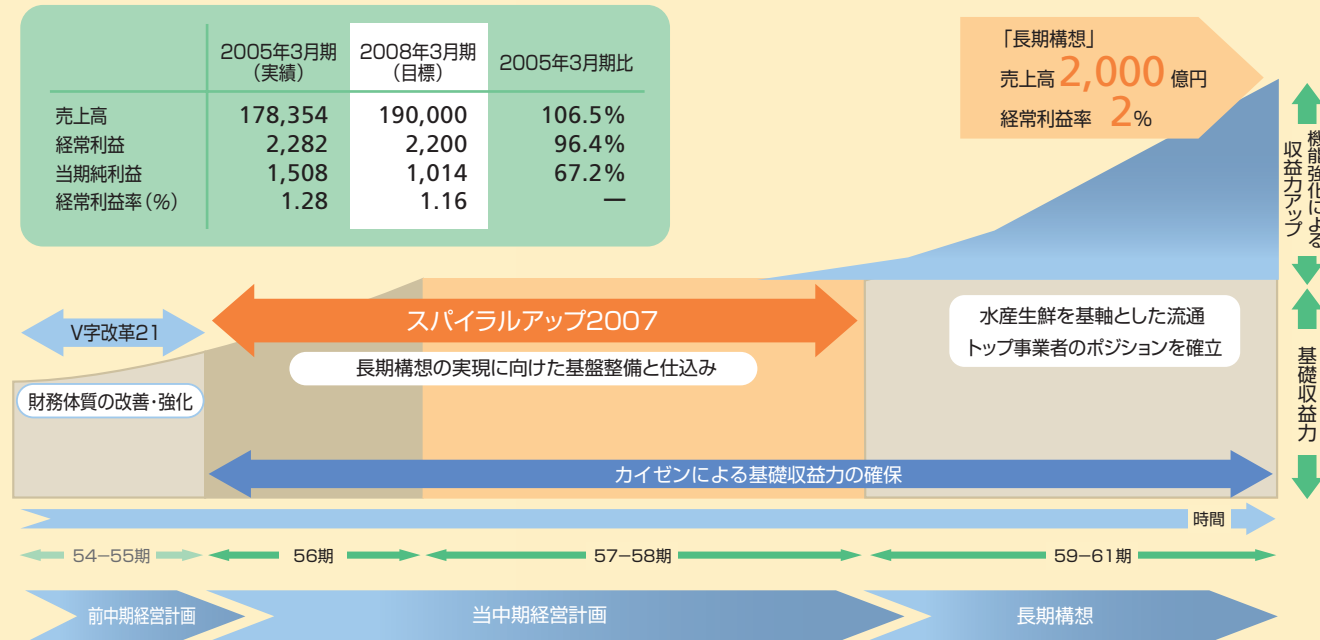 2005年3月期
(実績)
2008年3月期
(目標)
2005年3月期比
売上高 178,354 190,000 106.5%
経常利益 2,282 2,200 96.4%
当期純利益 1,508 1,014 67.2%
経常利益率(%) 1.28 1.16 —
「長期構想」
売上高2,000億円
経常利益率 2%
機能強化による
収益力アップ
V字改革21
スパイラルアップ2007
水産生鮮を基軸とした流通
トップ事業者のポジションを確立
長期構想の実現に向けた基盤整備と仕込み
財務体質の改善・強化
基礎収益力
カイゼンによる基礎収益力の確保
時間
54−55期
56期
57−58期
59−61期
前中期経営計画
当中期経営計画
長期構想